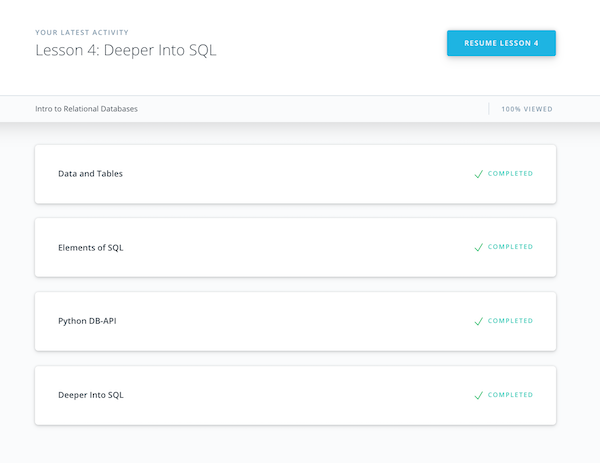 YOUR LATEST ACTIVITY
Lesson 4: Deeper Into SQL
RESUME LESSON 4
Intro to Relational Databases
100% VIEWED
Data and Tables
COMPLETED
Elements of SQL
COMPLETED
Python DB-API
COMPLETED
Deeper Into SQL
COMPLETED